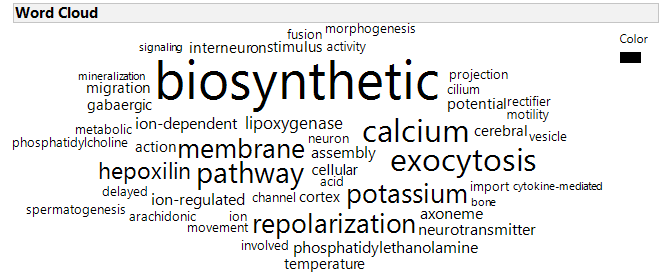 Word Cloud
Color
fusion morphogenesis
signaling interneuron stimulus activity
biosynthetic
mineralization
migration
gabaergic
projection
cilium
potential rectifier
motility
metabolic ion-dependent lipoxygenase
calcium cerebral vesicle
phosphatidylcholine action membrane neuron
assembly
exocytosis
hepoxilin pathway cellular
acid
delayed ion-regulated channel cortex potassium import cytokine-mediated
bone
spermatogenesis arachidonic ion
movement repolarization axoneme
neurotransmitter
involved phosphatidylethanolamine
temperature